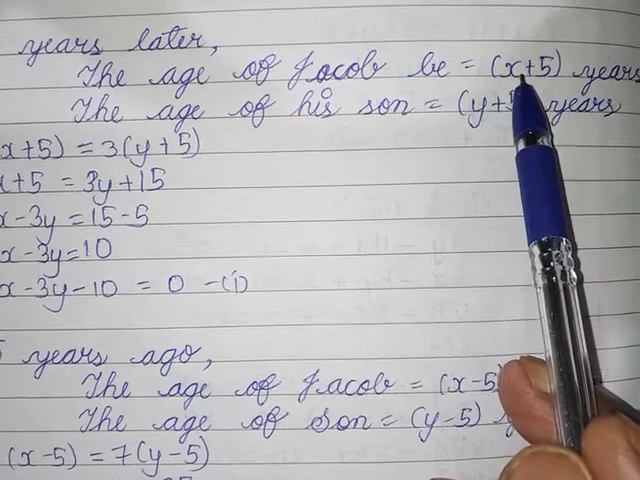 years later,
The age of Jacob be = (x+5) years
The age of his son = (y+5) years
x+5) = 3(y+5)
x+5 = 3y+15
x-3y = 15-5
x-3y=10
x-3y-10 = 0 -(1)
years ago,
The age of Jacob = (x-5
The age of Son = (y-5)
(x-5) = 7(y-5)